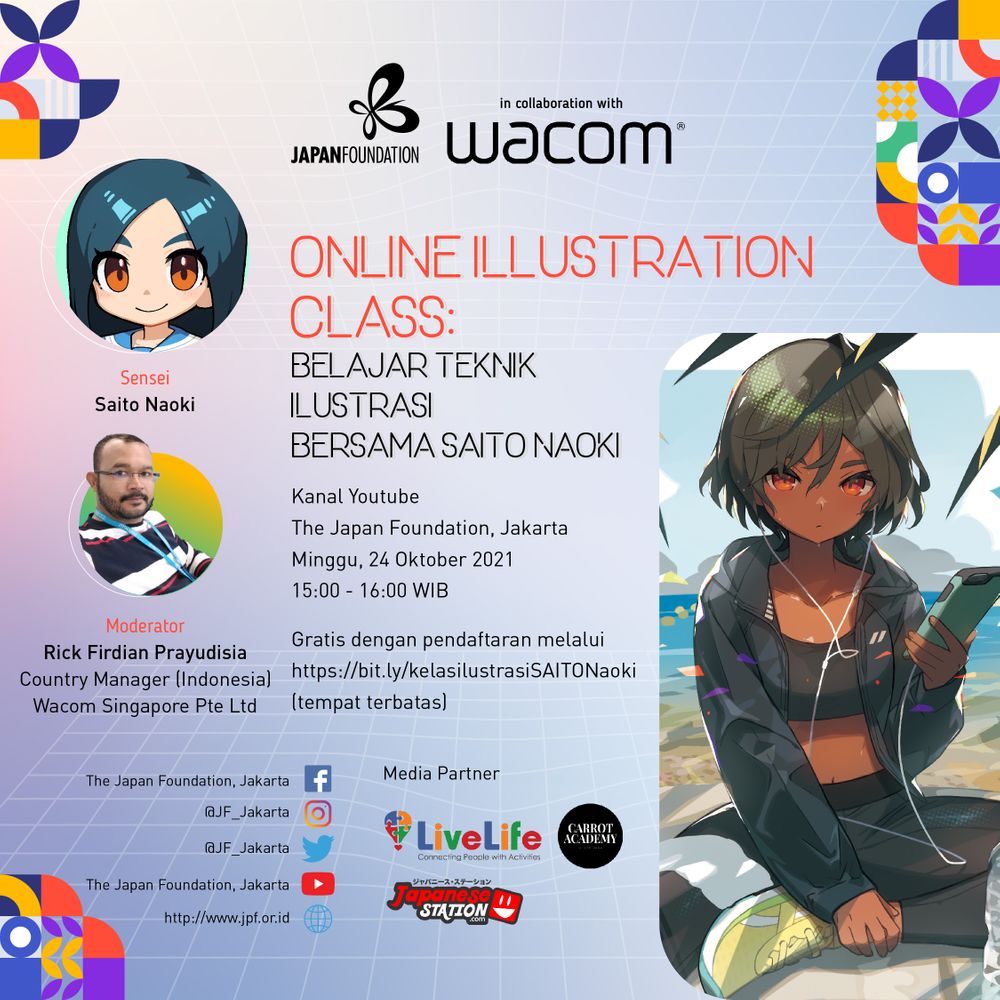 JAPANFOUNDATION
in collaboration with
wacom®
ONLINE ILLUSTRATION
CLASS:
BELAJAR TEKNIK
ILUSTRASI
BERSAMA SAITO NAOKI
Sensei
Saito Naoki
Kanal Youtube
The Japan Foundation, Jakarta
Minggu, 24 Oktober 2021
15:00 - 16:00 WIB
Moderator
Rick Firdian Prayudisia
Country Manager (Indonesia)
Wacom Singapore Pte Ltd
Gratis dengan pendaftaran melalui
https://bit.ly/kelasilustrasiSAITONaoki
(tempat terbatas)
The Japan Foundation, Jakarta
@JF_Jakarta
@JF_Jakarta
The Japan Foundation, Jakarta
http://www.jpf.or.id
Media Partner
LiveLife
Connecting People with Activities
CARROT
ACADEMY
ジャパニーズ・ステーション
Japanese
STATION
.com